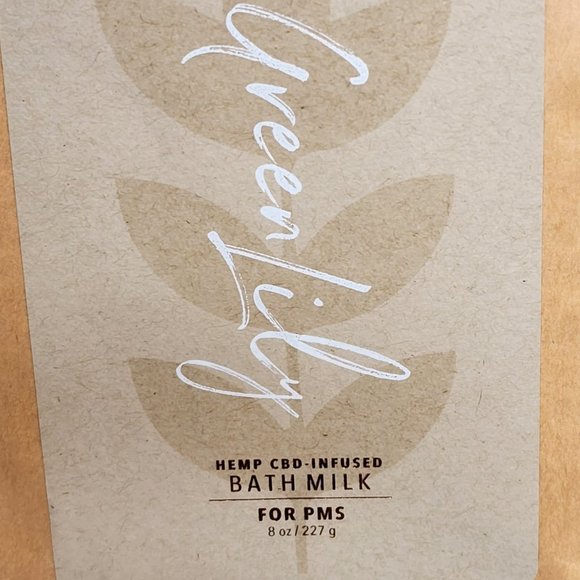 Green Lily
HEMP CBD-INFUSED
BATH MILK
FOR PMS
8 oz / 227 g